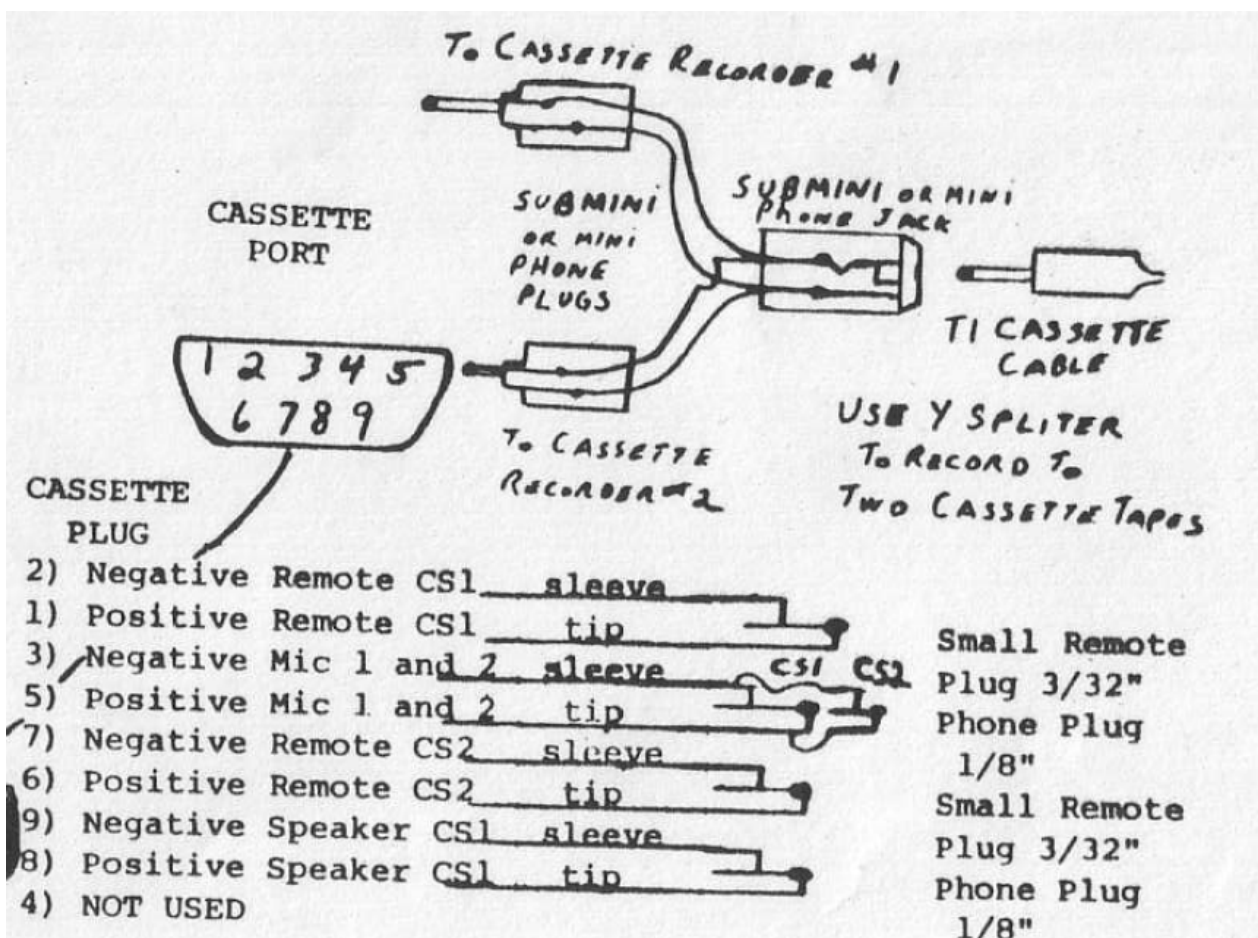 To CASSETTE RECORDER #1
SUBMINI OR MINI
PHONE JACK
SUBMINI
OR MINI
PHONE
PLUGS
CASSETTE
PORT
TI CASSETTE
CABLE
1 2 3 4 5
6 7 8 9
To CASSETTE
RECORDER #2
USE Y SPLITER
To RECORD To
TWO CASSETTE TAPES
CASSETTE
PLUG
2) Negative Remote CS1 sleeve
1) Positive Remote CS1 tip
3) Negative Mic 1 and 2 sleeve CS1 CS2
5) Positive Mic 1 and 2 tip
7) Negative Remote CS2 sleeve
6) Positive Remote CS2 tip
9) Negative Speaker CS1 sleeve
8) Positive Speaker CS1 tip
4) NOT USED
Small Remote
Plug 3/32"
Phone Plug
1/8"
Small Remote
Plug 3/32"
Phone Plug
1/8"